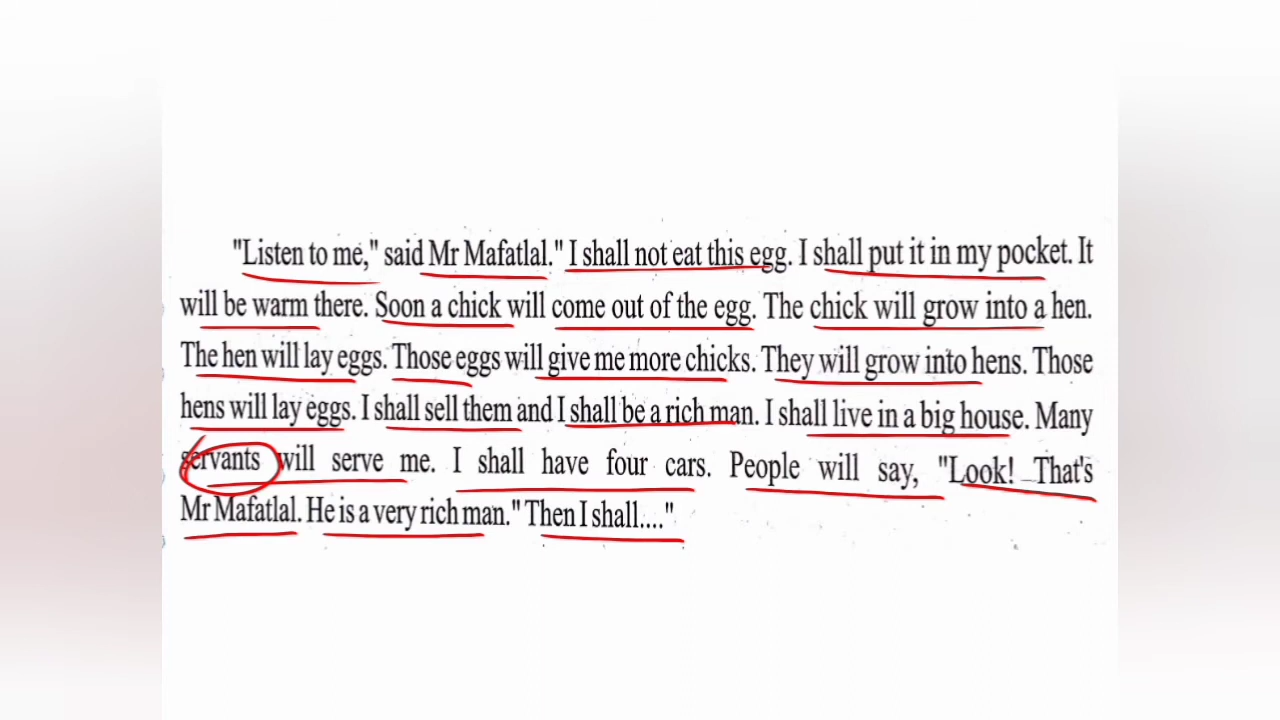 "Listen to me," said Mr Mafatlal." I shall not eat this egg. I shall put it in my pocket. It
will be warm there. Soon a chick will come out of the egg. The chick will grow into a hen.
The hen will lay eggs. Those eggs will give me more chicks. They will grow into hens. Those
hens will lay eggs. I shall sell them and I shall be a rich man. I shall live in a big house. Many
servants will serve me. I shall have four cars. People will say, "Look! That's
Mr Mafatlal. He is a very rich man." Then I shall...."